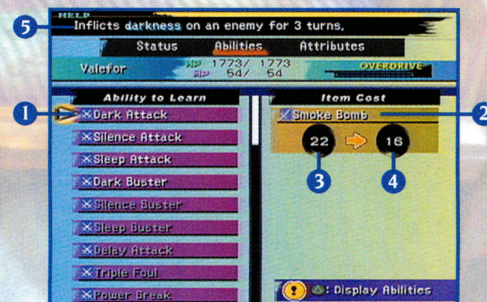 HELP
5 Inflicts darkness on an enemy for 3 turns.
Status Abilities Attributes
Valefor HP 1773/ 1773 OVERDRIVE
MP 54/ 54
Ability to Learn Item Cost
1 Dark Attack Smoke Bomb 2
Silence Attack 22 16
Sleep Attack 3 4
Dark Buster
Silence Buster
Sleep Buster
Delay Attack
Triple Foul
Power Break : Display Abilities